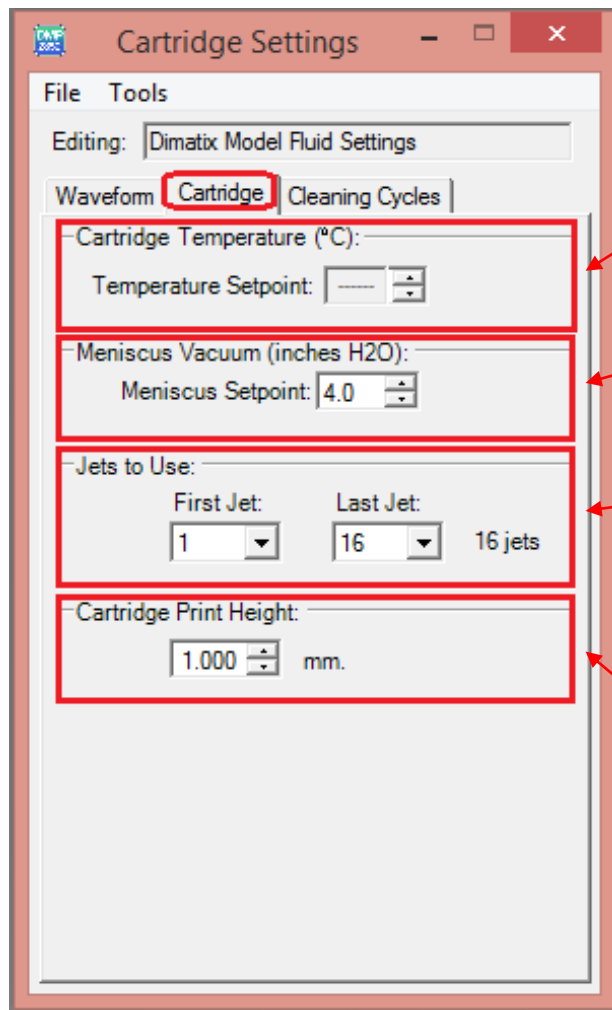 Cartridge Settings
File Tools
Editing: Dimatix Model Fluid Settings
Waveform Cartridge Cleaning Cycles
Cartridge Temperature (°C):
Temperature Setpoint: -----
Meniscus Vacuum (inches H2O):
Meniscus Setpoint: 4.0
Jets to Use:
First Jet: Last Jet:
1 16 16 jets
Cartridge Print Height:
1.000 mm.